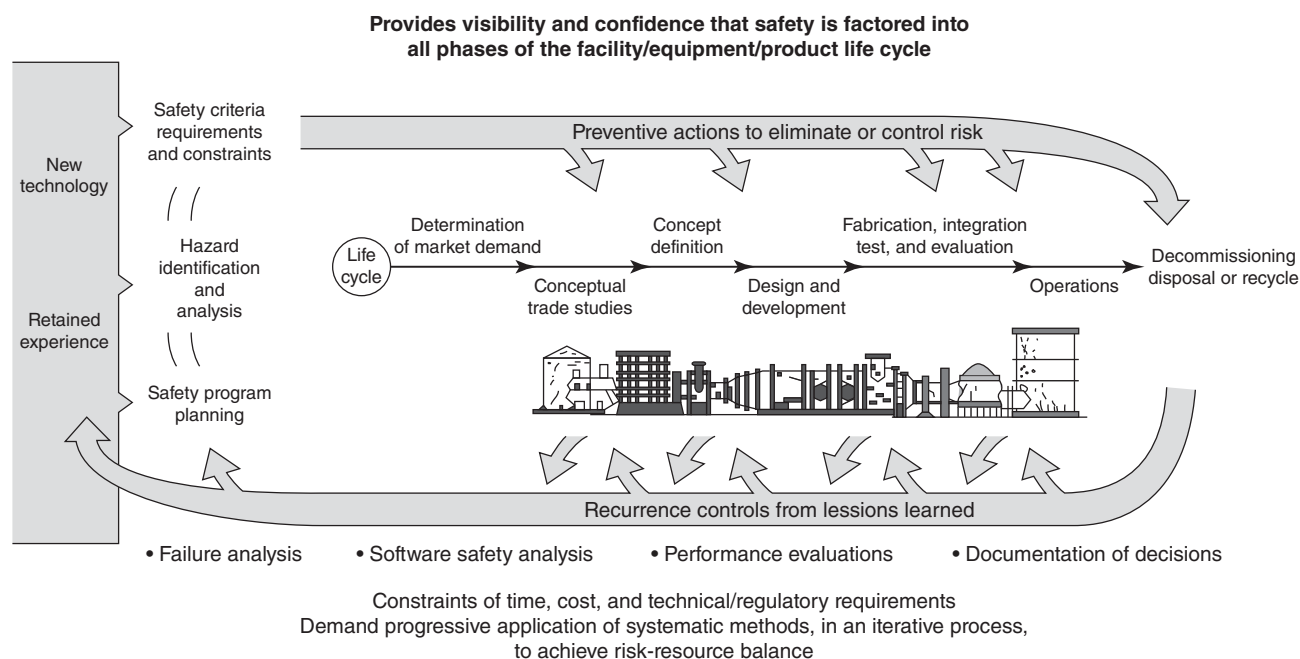 Provides visibility and confidence that safety is factored into
all phases of the facility/equipment/product life cycle
New
technology
Retained
experience
Safety criteria
requirements
and constraints
Hazard
identification
and
analysis
Safety program
planning
Preventive actions to eliminate or control risk
Life
cycle
Determination
of market demand
Conceptual
trade studies
Concept
definition
Design and
development
Fabrication, integration
test, and evaluation
Operations
Decommissioning
disposal or recycle
Recurrence controls from lessions learned
• Failure analysis
• Software safety analysis
• Performance evaluations
• Documentation of decisions
Constraints of time, cost, and technical/regulatory requirements
Demand progressive application of systematic methods, in an iterative process,
to achieve risk-resource balance